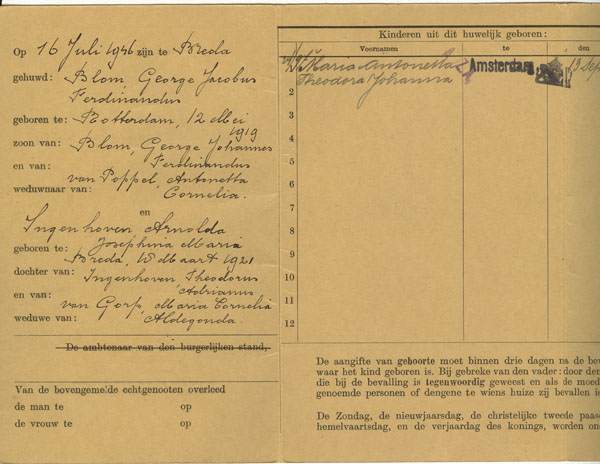 Op 16 Juli 1946 zijn te Breda
gehuwd: Blom George Jacobus
Ferdinandus
geboren te: Rotterdam, 12 Mei
1919
zoon van: Blom, George Johannes
en van: Ferdinandus
van Poppel, Antonetta
weduwnaar van: Cornelia.
en
Ingenhoven, Arnolda
Josephina Maria
geboren te: Breda, 10 Maart 1921
dochter van: Ingenhoven, Theodorus
Adrianus
en van: van Gorp, Maria Cornelia
weduwe van: Aldegonda.
De ambtenaar van den burgerlijken stand,
Van de bovengemelde echtgenooten overleed
de man te op
de vrouw te op
Kinderen uit dit huwelijk geboren:
Voornamen te den
Maria Antonetta Amsterdam 13 Sep
2 Theodora Johanna
3
4
5
6
7
8
9
10
11
12
De aangifte van geboorte moet binnen drie dagen na de bev
waar het kind geboren is. Bij gebreke van den vader: door den
die bij de bevalling is tegenwoordig geweest en als de moed
genoemde personen of dengene te wiens huize zij bevallen is
De Zondag, de nieuwjaarsdag, de christelijke tweede paas
hemelvaartsdag, en de verjaardag des konings, worden on